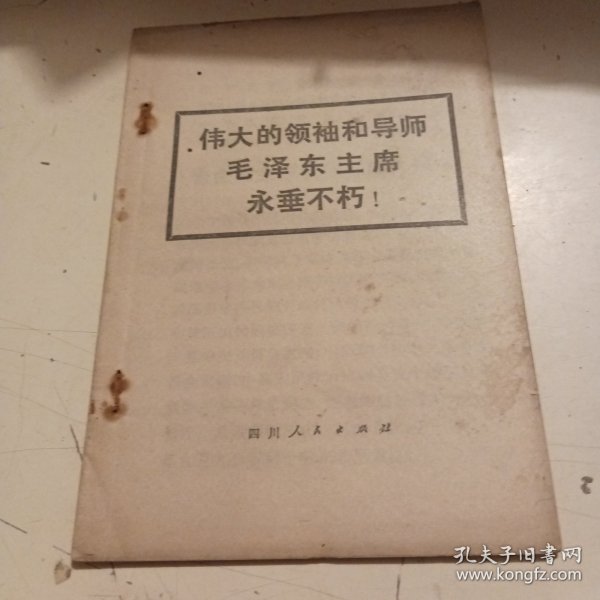 伟大的领袖和导师
毛泽东主席
永垂不朽！
四川人民出版社
孔夫子旧书网
www.kongfz.com